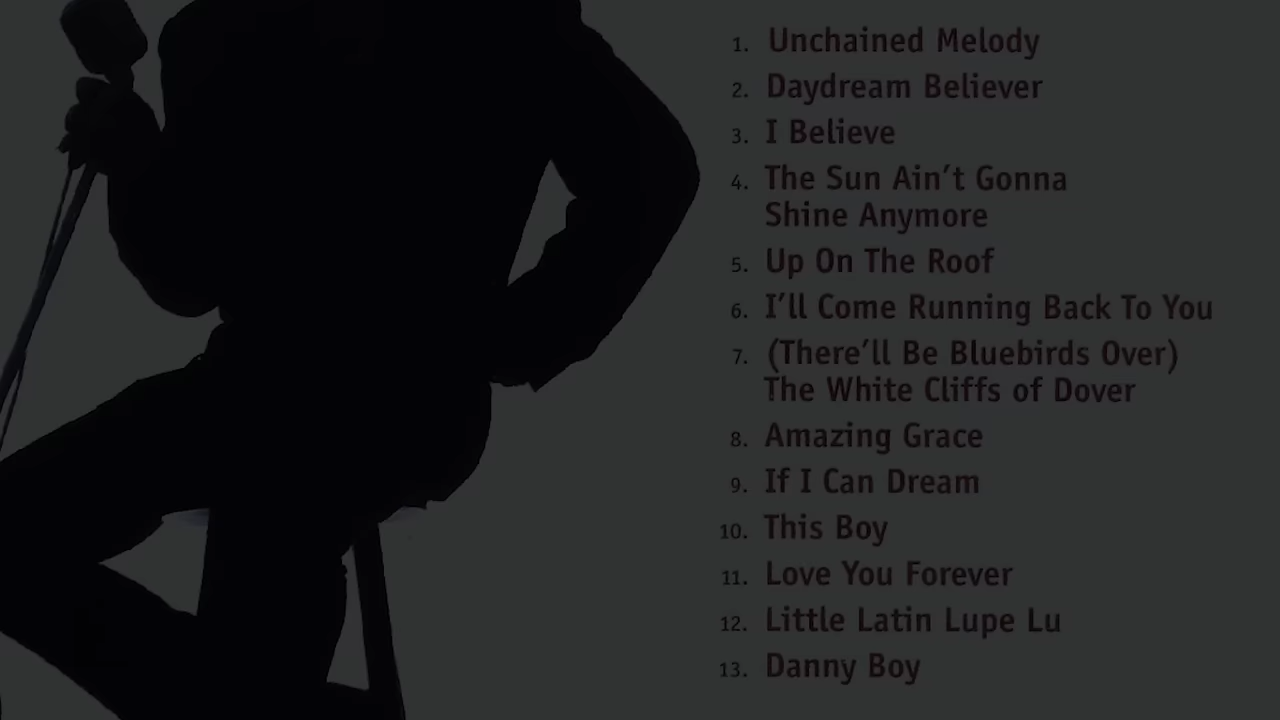 1. Unchained Melody
2. Daydream Believer
3. I Believe
4. The Sun Ain't Gonna
Shine Anymore
5. Up On The Roof
6. I'll Come Running Back To You
7. (There'll Be Bluebirds Over)
The White Cliffs of Dover
8. Amazing Grace
9. If I Can Dream
10. This Boy
11. Love You Forever
12. Little Latin Lupe Lu
13. Danny Boy